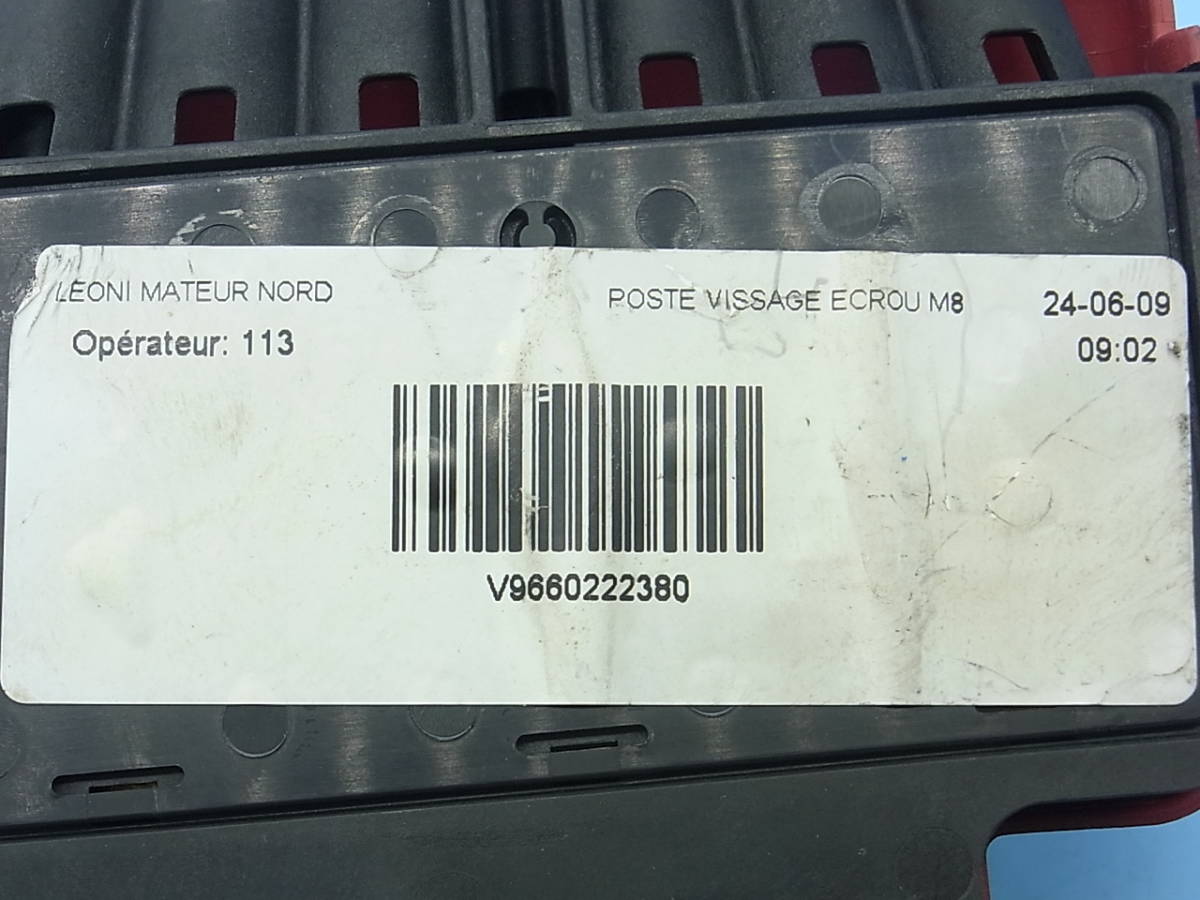 LEONI MATEUR NORD
POSTE VISSAGE ECROU M8
24-06-09
Opérateur: 113
09:02
V9660222380